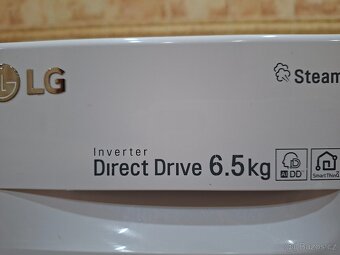 LG
Steam
Inverter
Direct Drive 6.5kg
AI DD
SmartThinQ